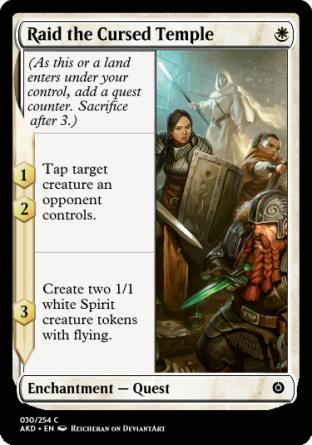 Raid the Cursed Temple
(As this or a land
enters under your
control, add a quest
counter. Sacrifice
after 3.)
1
2
Tap target
creature an
opponent
controls.
3
Create two 1/1
white Spirit
creature tokens
with flying.
Enchantment — Quest
030/254 C
AKD • EN Reicheran on DeviantArt